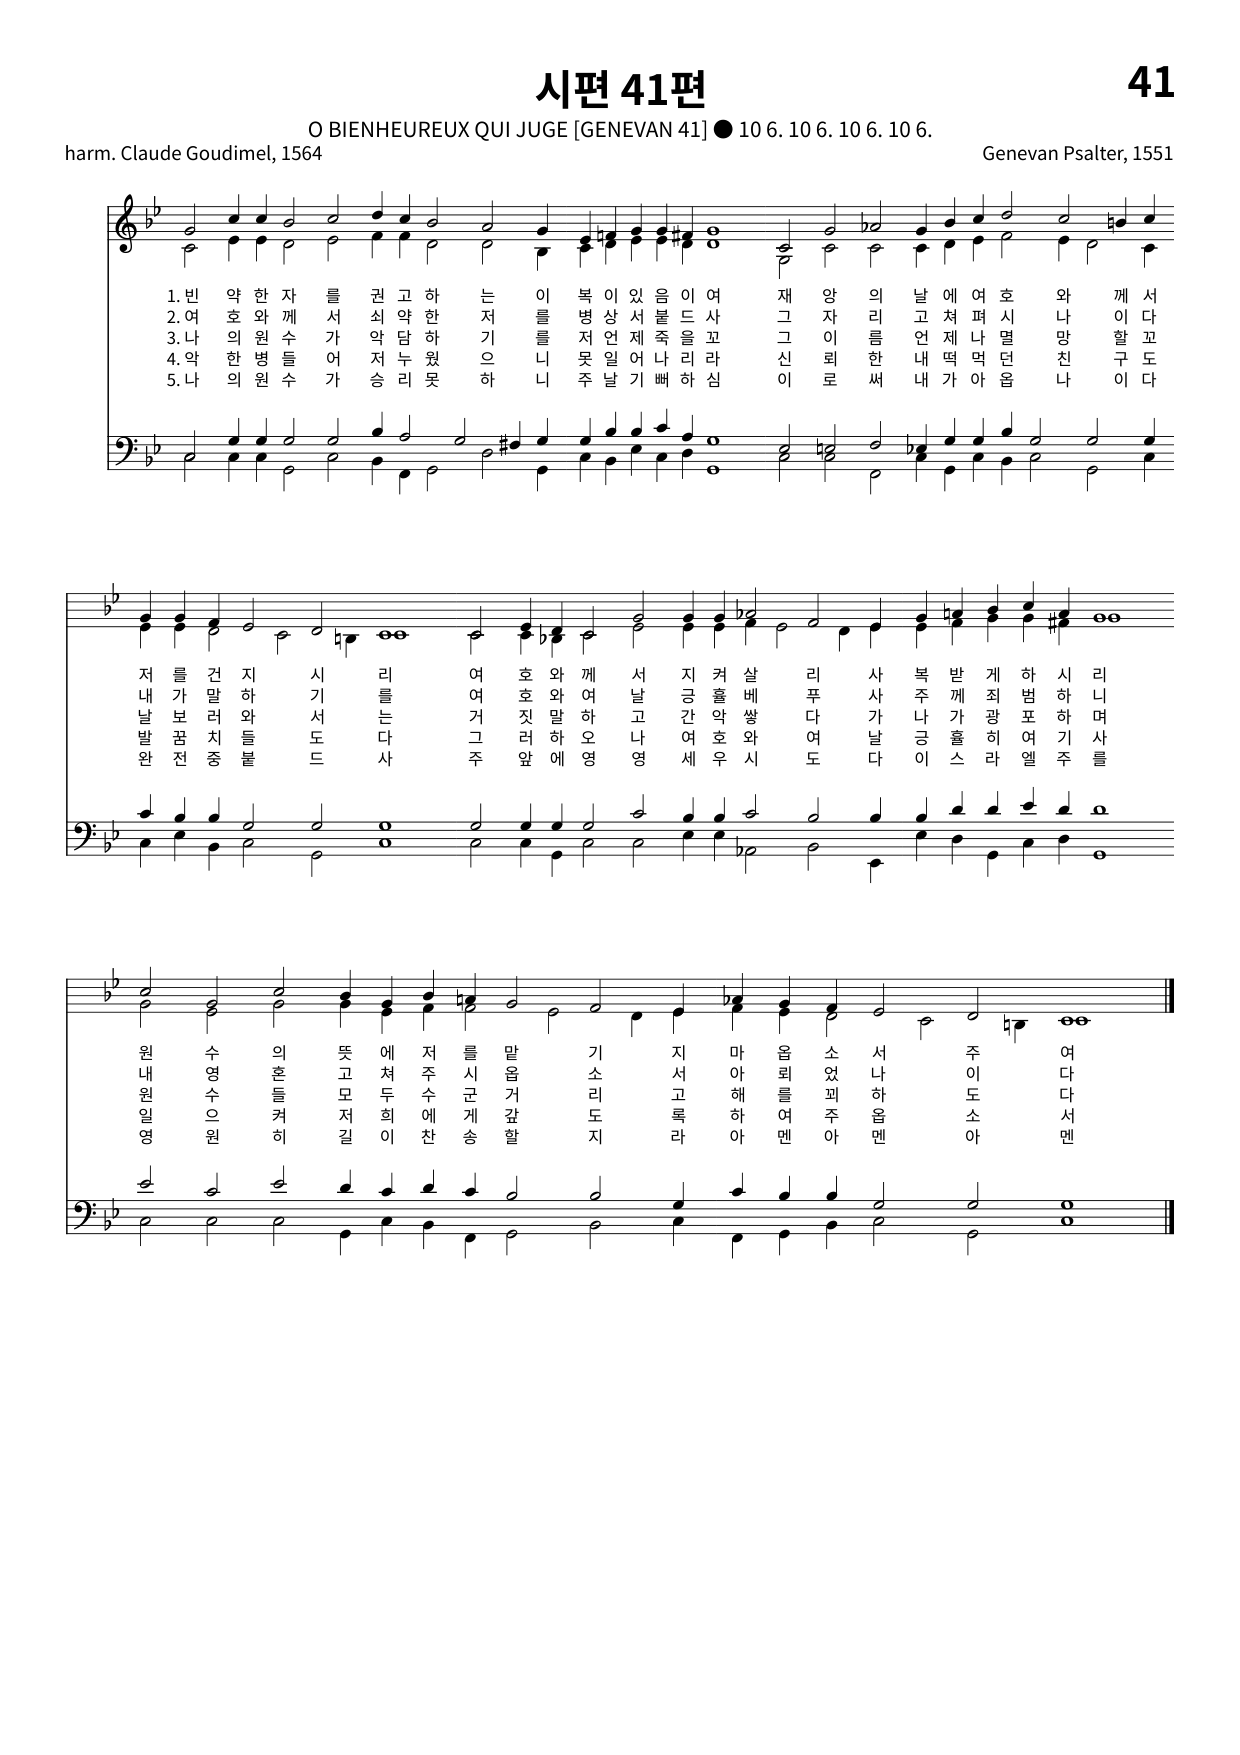 41
시편 41편
O BIENHEUREUX QUI JUGE [GENEVAN 41] ● 10 6. 10 6. 10 6. 10 6.
harm. Claude Goudimel, 1564 Genevan Psalter, 1551
1. 빈 약 한 자 를 권 고 하 는 이 복 이 있 음 이 여 재 앙 의 날 에 여 호 와 께 서
2. 여 호 와 께 서 쇠 약 한 저 를 병 상 서 붙 드 사 그 자 리 고 쳐 펴 시 나 이 다
3. 나 의 원 수 가 악 담 하 기 를 저 언 제 죽 을 꼬 그 이 름 언 제 나 멸 망 할 꼬
4. 악 한 병 들 어 저 누 웠 으 니 못 일 어 나 리 라 신 뢰 한 내 떡 먹 던 친 구 도
5. 나 의 원 수 가 승 리 못 하 니 주 날 기 뻐 하 심 이 로 써 내 가 아 옵 나 이 다
저 를 건 지 시 리 여 호 와 께 서 지 켜 살 리 사 복 받 게 하 시 리
내 가 말 하 기 를 여 호 와 여 날 긍 휼 베 푸 사 주 께 죄 범 하 니
날 보 러 와 서 는 거 짓 말 하 고 간 악 쌓 다 가 나 가 광 포 하 며
발 꿈 치 들 도 다 그 러 하 오 나 여 호 와 여 날 긍 휼 히 여 기 사
완 전 중 붙 드 사 주 앞 에 영 영 세 우 시 도 다 이 스 라 엘 주 를
원 수 의 뜻 에 저 를 맡 기 지 마 옵 소 서 주 여
내 영 혼 고 쳐 주 시 옵 소 서 아 뢰 었 나 이 다
원 수 들 모 두 수 군 거 리 고 해 를 꾀 하 도 다
일 으 켜 저 희 에 게 갚 도 록 하 여 주 옵 소 서
영 원 히 길 이 찬 송 할 지 라 아 멘 아 멘 아 멘